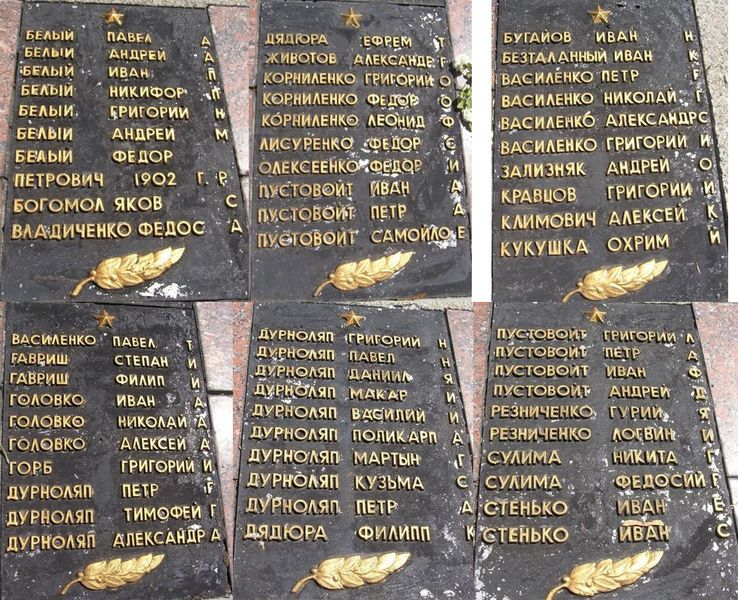 БЕЛЫЙ ПАВЕЛ А
БЕЛЫЙ АНДРЕЙ А
БЕЛЫЙ ИВАН П
БЕЛЫЙ НИКИФОР П
БЕЛЫЙ ГРИГОРИЙ Н
БЕЛЫЙ АНДРЕЙ М
БЕЛЫЙ ФЕДОР
ПЕТРОВИЧ 1902 Г. Р.
БОГОМОЛ ЯКОВ С
ВЛАДИЧЕНКО ФЕДОС А
ДЯДЮРА ЕФРЕМ Т
ЖИВОТОВ АЛЕКСАНДР Г
КОРНИЛЕНКО ГРИГОРИЙ О
КОРНИЛЕНКО ФЕДОР О
КОРНИЛЕНКО ЛЕОНИД Ф
ЛИСУРЕНКО ФЕДОР С
ОЛЕКСЕЕНКО ФЕДОР И
ПУСТОВОЙТ ИВАН А
ПУСТОВОЙТ ПЕТР А
ПУСТОВОЙТ САМОЙЛО Е
БУГАЙОВ ИВАН Н
БЕЗТАЛАННЫЙ ИВАН К
ВАСИЛЕНКО ПЕТР Г
ВАСИЛЕНКО НИКОЛАЙ Г
ВАСИЛЕНКО АЛЕКСАНДР С
ВАСИЛЕНКО ГРИГОРИЙ И
ЗАЛИЗНЯК АНДРЕЙ О
КРАВЦОВ ГРИГОРИЙ И
КЛИМОВИЧ АЛЕКСЕЙ К
КУКУШКА ОХРИМ Й
ВАСИЛЕНКО ПАВЕЛ Т
ГАВРИШ СТЕПАН И
ГАВРИШ ФИЛИП И
ГОЛОВКО ИВАН А
ГОЛОВКО НИКОЛАЙ А
ГОЛОВКО АЛЕКСЕЙ А
ГОРБ ГРИГОРИЙ И
ДУРНОЛЯП ПЕТР Г
ДУРНОЛЯП ТИМОФЕЙ Г
ДУРНОЛЯП АЛЕКСАНДР А
ДУРНОЛЯП ГРИГОРИЙ Н
ДУРНОЛЯП ПАВЕЛ Н
ДУРНОЛЯП ДАНИИЛ Я
ДУРНОЛЯП МАКАР И
ДУРНОЛЯП ВАСИЛИЙ И
ДУРНОЛЯП ПОЛИКАРП А
ДУРНОЛЯП МАРТЫН Г
ДУРНОЛЯП КУЗЬМА С
ДУРНОЛЯП ПЕТР А
ДЯДЮРА ФИЛИПП К
ПУСТОВОЙТ ГРИГОРИЙ Л
ПУСТОВОЙТ ПЕТР А
ПУСТОВОЙТ ИВАН Ф
ПУСТОВОЙТ АНДРЕЙ Д
РЕЗНИЧЕНКО ГУРИЙ Я
РЕЗНИЧЕНКО ЛОГВИН И
СУЛИМА НИКИТА Г
СУЛИМА ФЕДОСИЙ Г
СТЕНЬКО ИВАН Е
СТЕНЬКО ИВАН С